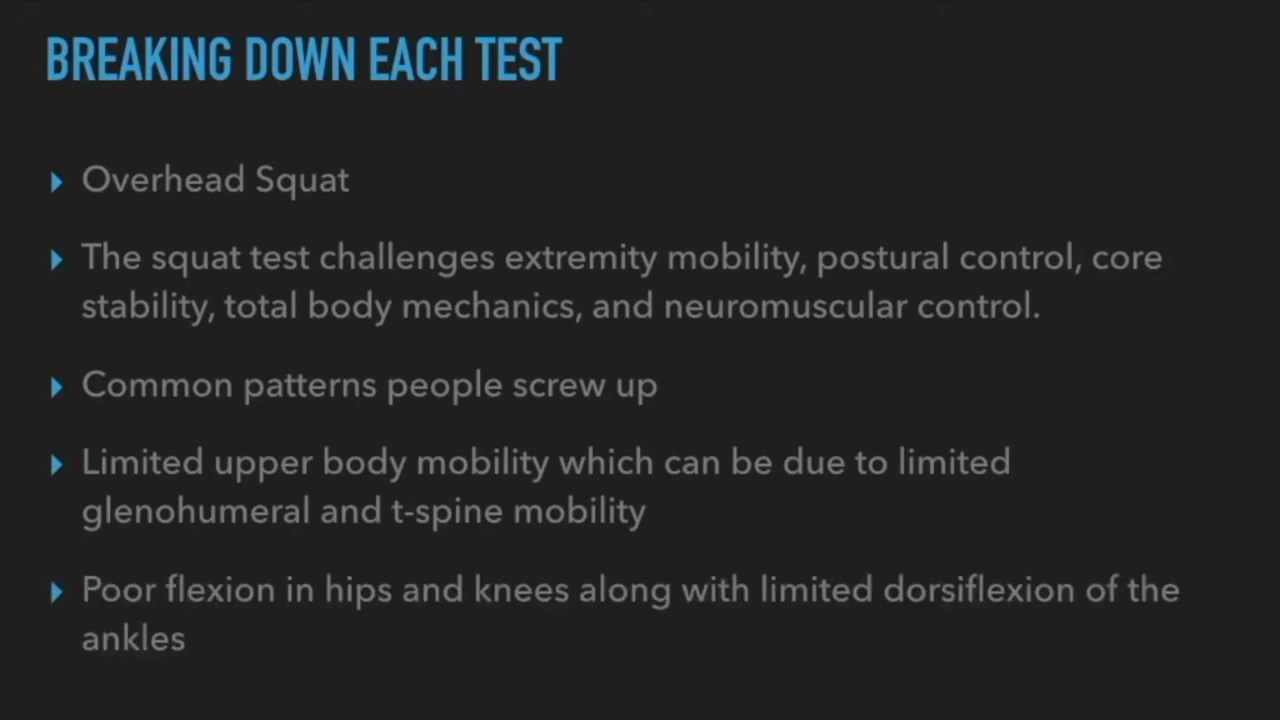 BREAKING DOWN EACH TEST
Overhead Squat
The squat test challenges extremity mobility, postural control, core
stability, total body mechanics, and neuromuscular control.
Common patterns people screw up
Limited upper body mobility which can be due to limited
glenohumeral and t-spine mobility
Poor flexion in hips and knees along with limited dorsiflexion of the
ankles